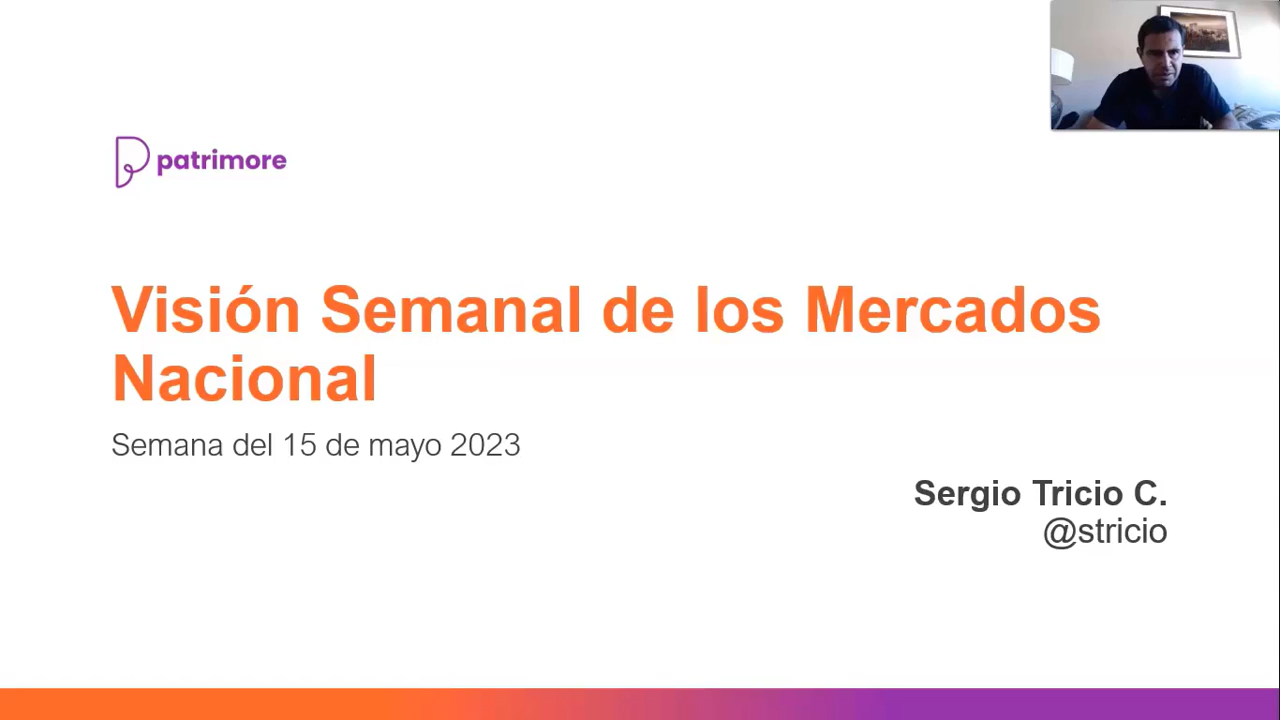 patrimore
Visión Semanal de los Mercados
Nacional
Semana del 15 de mayo 2023
Sergio Tricio C.
@stricio